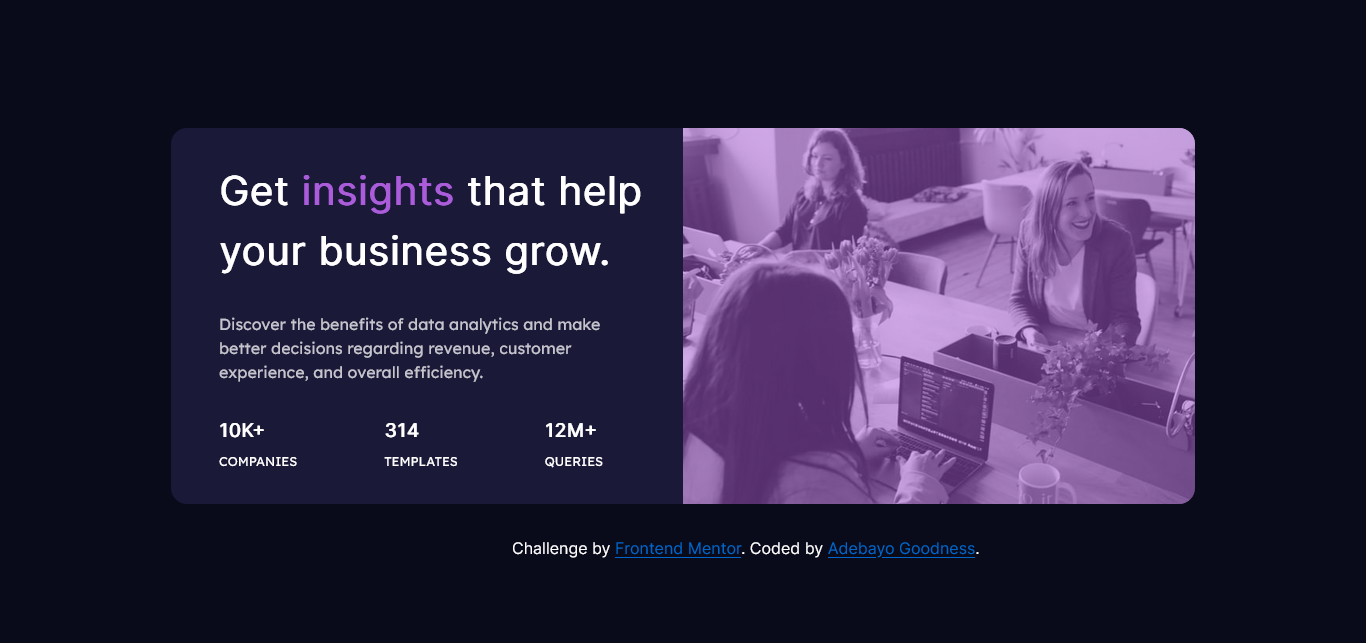 Get insights that help
your business grow.
Discover the benefits of data analytics and make
better decisions regarding revenue, customer
experience, and overall efficiency.
10K+ 314 12M+
COMPANIES TEMPLATES QUERIES
Challenge by Frontend Mentor. Coded by Adebayo Goodness.